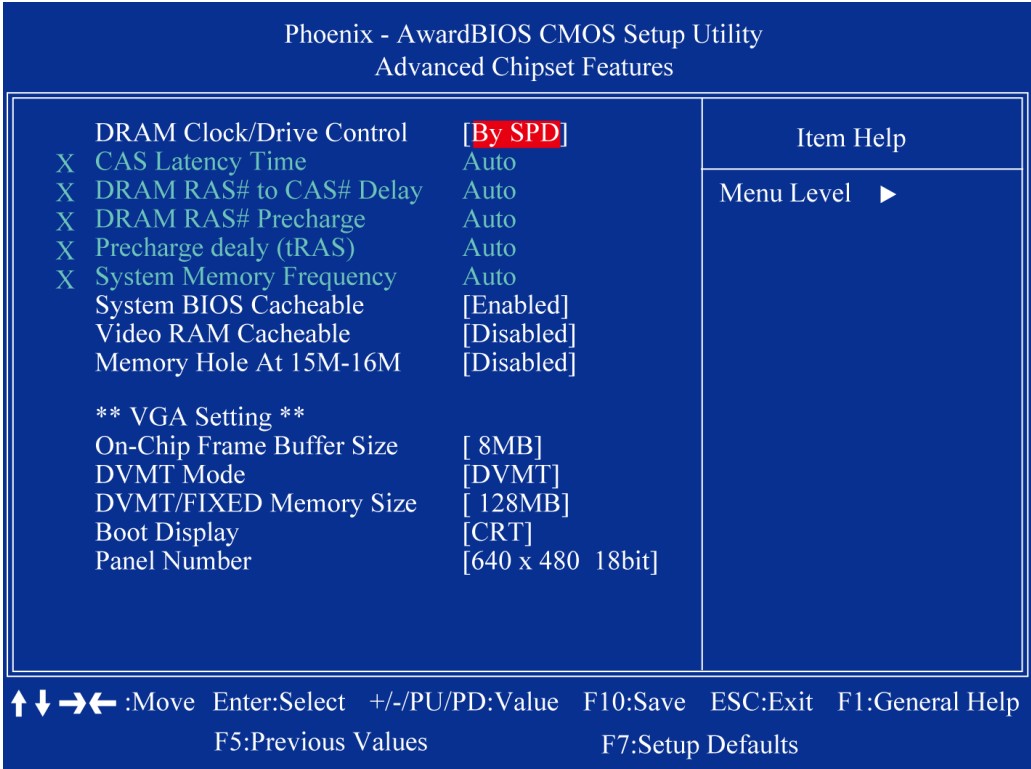 Phoenix - AwardBIOS CMOS Setup Utility
Advanced Chipset Features
DRAM Clock/Drive Control [By SPD]
X CAS Latency Time Auto
X DRAM RAS# to CAS# Delay Auto
X DRAM RAS# Precharge Auto
X Precharge dealy (tRAS) Auto
X System Memory Frequency Auto
System BIOS Cacheable [Enabled]
Video RAM Cacheable [Disabled]
Memory Hole At 15M-16M [Disabled]
** VGA Setting **
On-Chip Frame Buffer Size [ 8MB]
DVMT Mode [DVMT]
DVMT/FIXED Memory Size [ 128MB]
Boot Display [CRT]
Panel Number [640 x 480 18bit]
Item Help
Menu Level ▶
↑↓→← :Move Enter:Select +/-/PU/PD:Value F10:Save ESC:Exit F1:General Help
F5:Previous Values F7:Setup Defaults